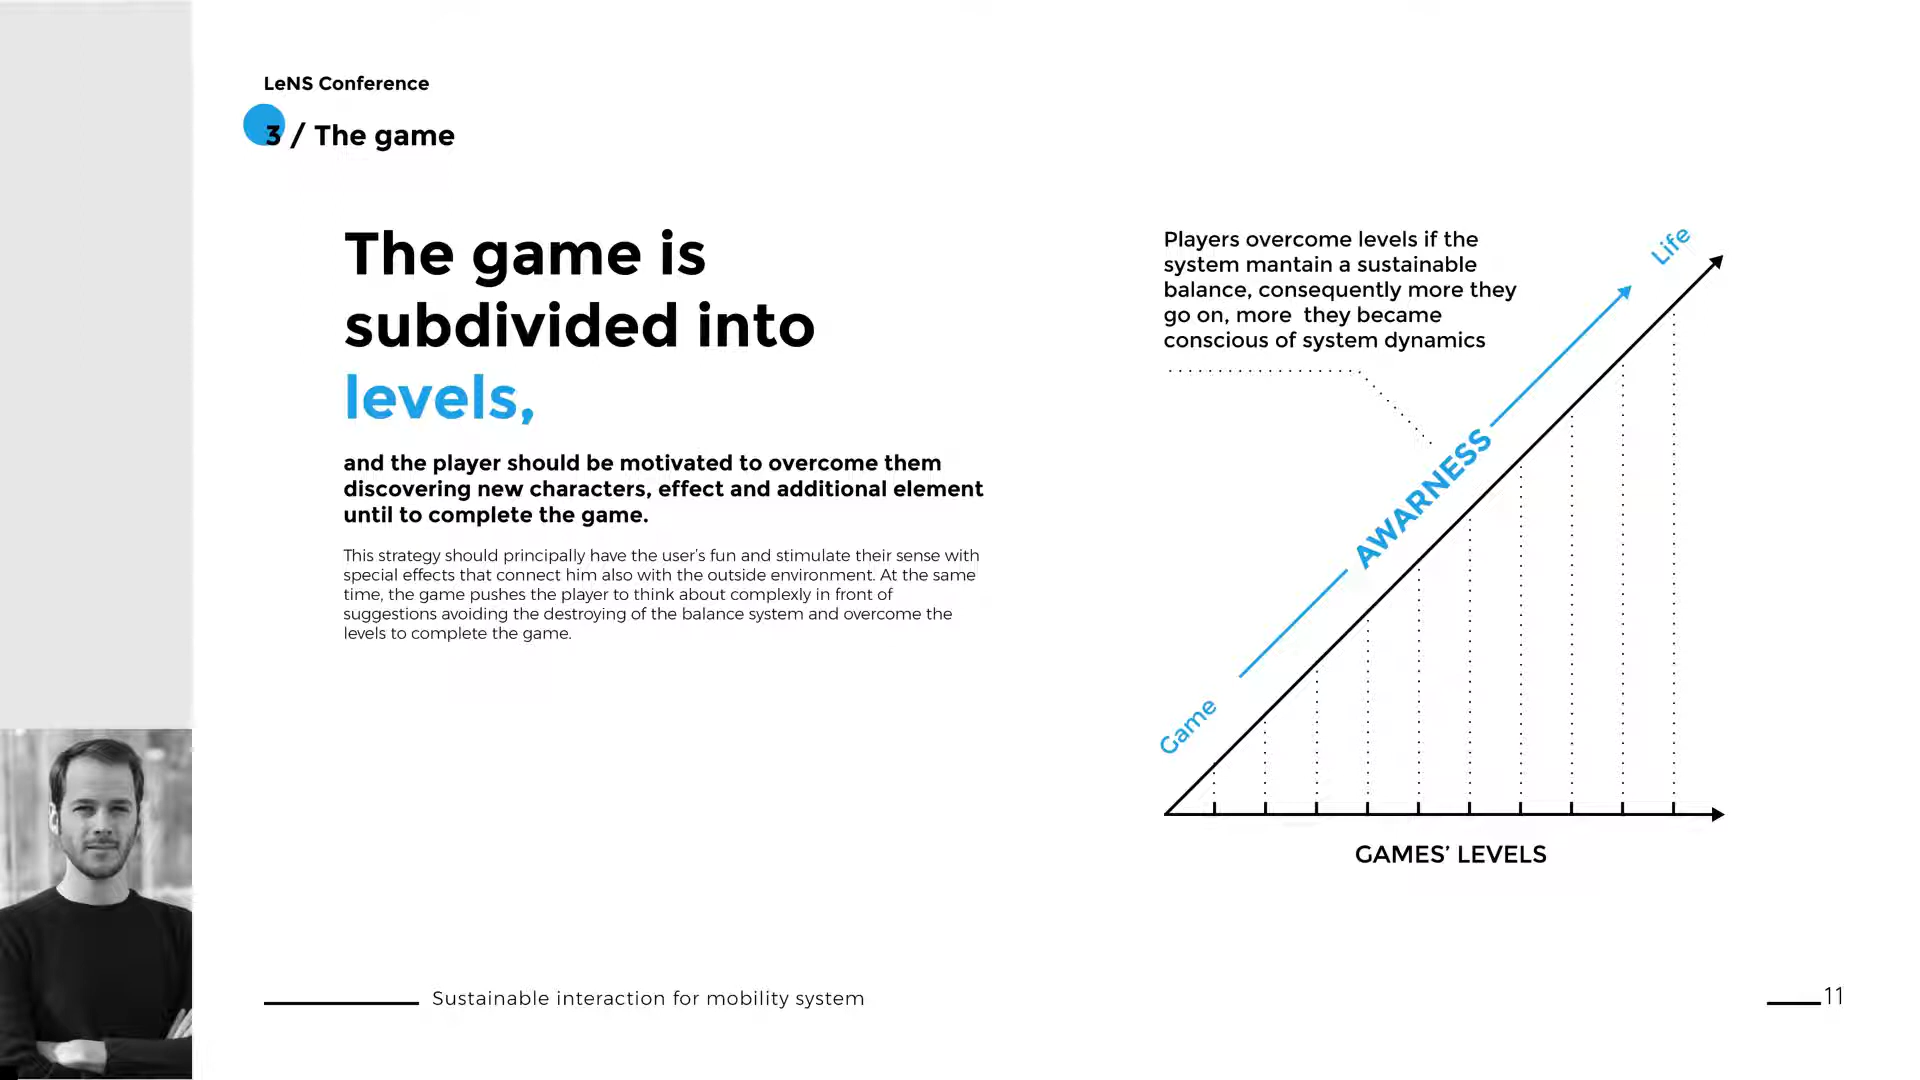 LeNS Conference
3 / The game
The game is
subdivided into
levels,
and the player should be motivated to overcome them
discovering new characters, effect and additional element
until to complete the game.
This strategy should principally have the user's fun and stimulate their sense with
special effects that connect him also with the outside environment. At the same
time, the game pushes the player to think about complexly in front of
suggestions avoiding the destroying of the balance system and overcome the
levels to complete the game.
Players overcome levels if the
system mantain a sustainable
balance, consequently more they
go on, more they became
conscious of system dynamics
Life
AWARNESS
Game
GAMES’ LEVELS
Sustainable interaction for mobility system
11